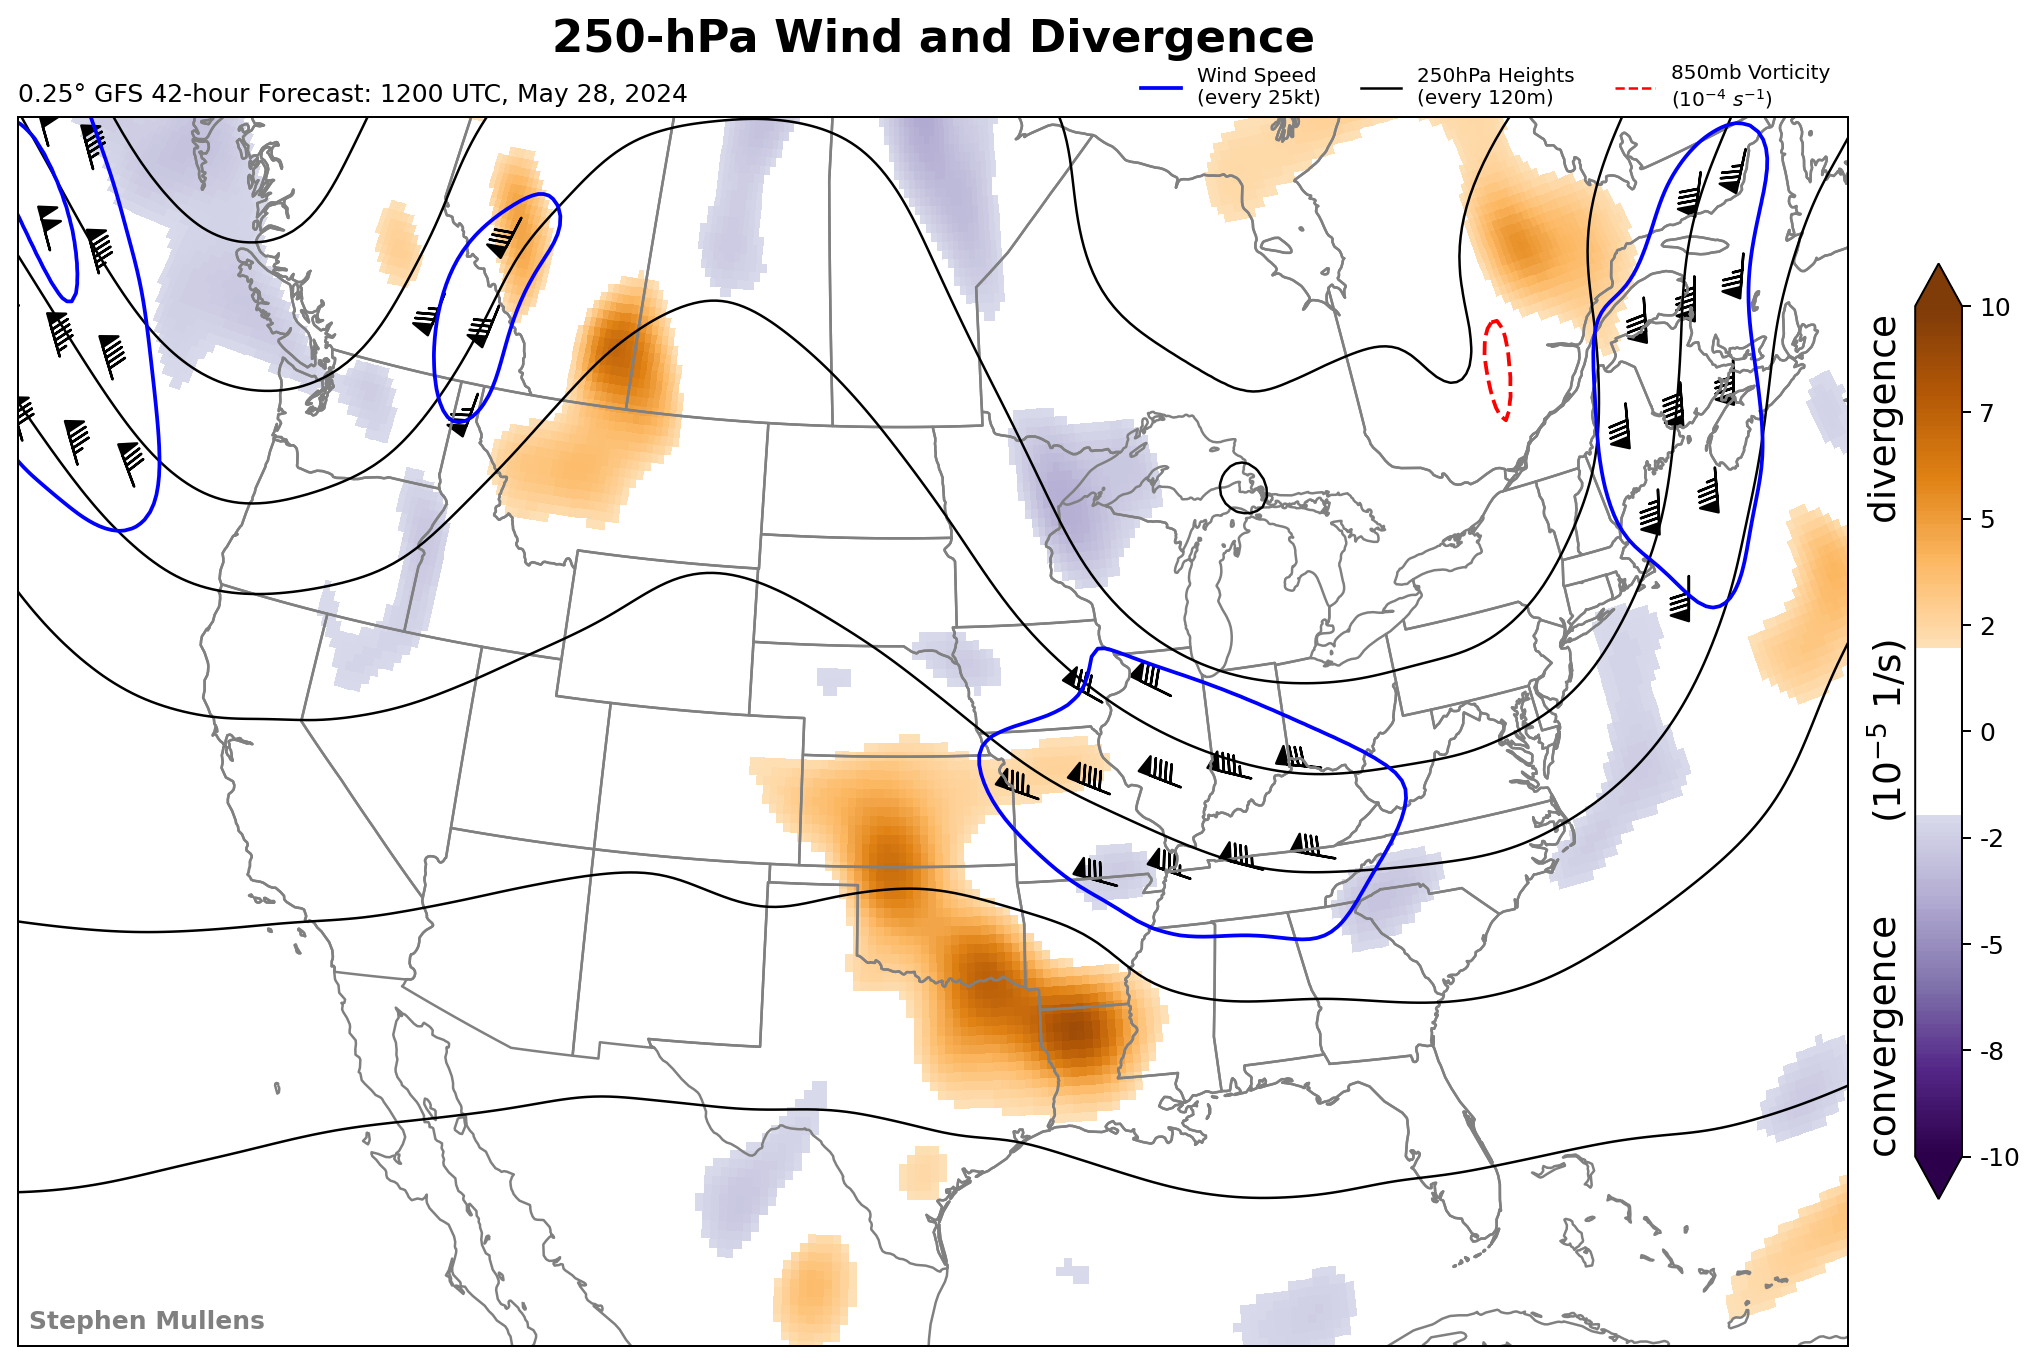 250-hPa Wind and Divergence
0.25° GFS 42-hour Forecast: 1200 UTC, May 28, 2024
Wind Speed
(every 25kt)
250hPa Heights
(every 120m)
850mb Vorticity
(10⁻⁴ s⁻¹)
10
7
5
2
0
-2
-5
-8
-10
convergence (10⁻⁵ 1/s) divergence
Stephen Mullens